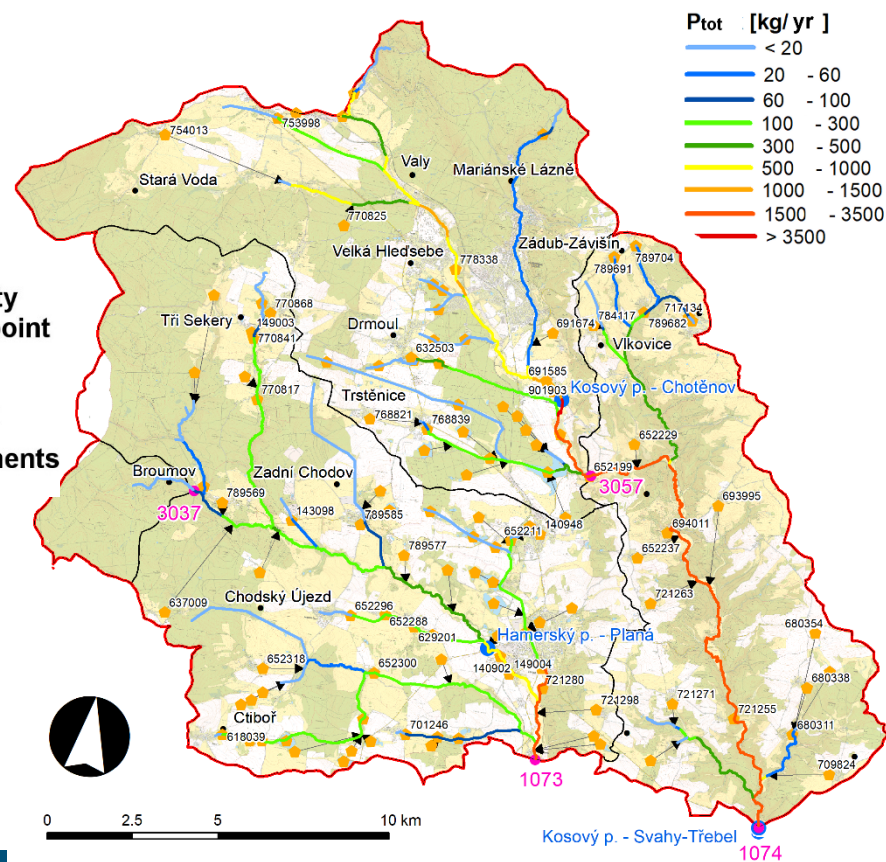 Ptot [kg/ yr ]
< 20
20 - 60
60 - 100
100 - 300
300 - 500
500 - 1000
1000 - 1500
1500 - 3500
> 3500
754013
753998
Valy
Mariánské Lázně
Stará Voda
770825
Zádub-Závišín
789704
789691
Velká Hleďsebe
778338
ty
point
770868
Tři Sekery
149003
770841
Drmoul
691674
784117
717134
789682
Vlkovice
632503
691585
901903
Kosový p. - Chotěnov
770817
Trstěnice
768821
768839
ments
652229
Broumov
Zadní Chodov
652199
3057
3037
789569
143098
789585
652211
140948
693995
694011
652237
789577
721263
637009
Chodský Újezd
652296
652288
629201
Hamerský p. - Planá
680354
652318
652300
140902
149004
721280
680338
721298
721271
721255
Ctiboř
618039
701246
680311
709824
1073
0
2.5
5
10 km
Kosový p. - Svahy-Třebel
1074